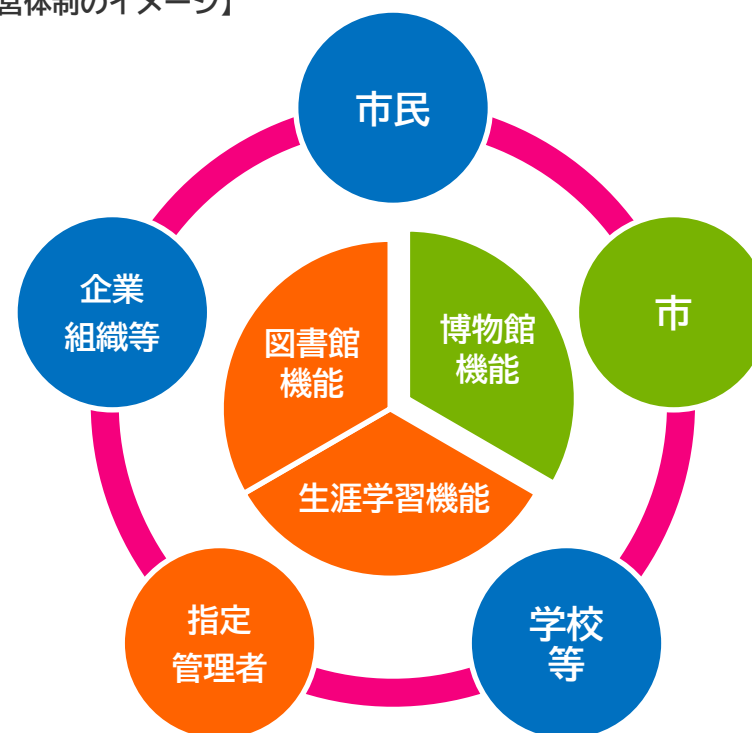 営体制のイメージ】
市民
企業
組織等
市
図書館
機能
博物館
機能
生涯学習機能
指定
管理者
学校
等